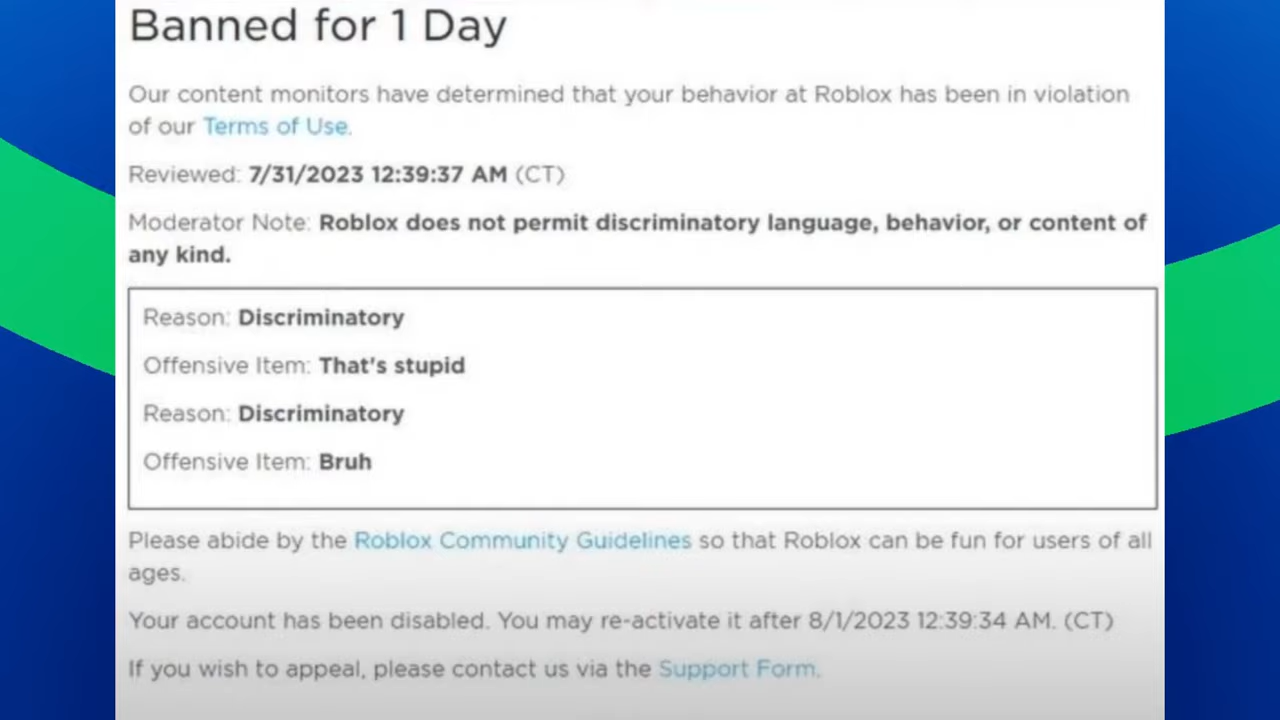 Banned for 1 Day
Our content monitors have determined that your behavior at Roblox has been in violation
of our Terms of Use.
Reviewed: 7/31/2023 12:39:37 AM (CT)
Moderator Note: Roblox does not permit discriminatory language, behavior, or content of
any kind.
Reason: Discriminatory
Offensive Item: That's stupid
Reason: Discriminatory
Offensive Item: Bruh
Please abide by the Roblox Community Guidelines so that Roblox can be fun for users of all
ages.
Your account has been disabled. You may re-activate it after 8/1/2023 12:39:34 AM. (CT)
If you wish to appeal, please contact us via the Support Form.